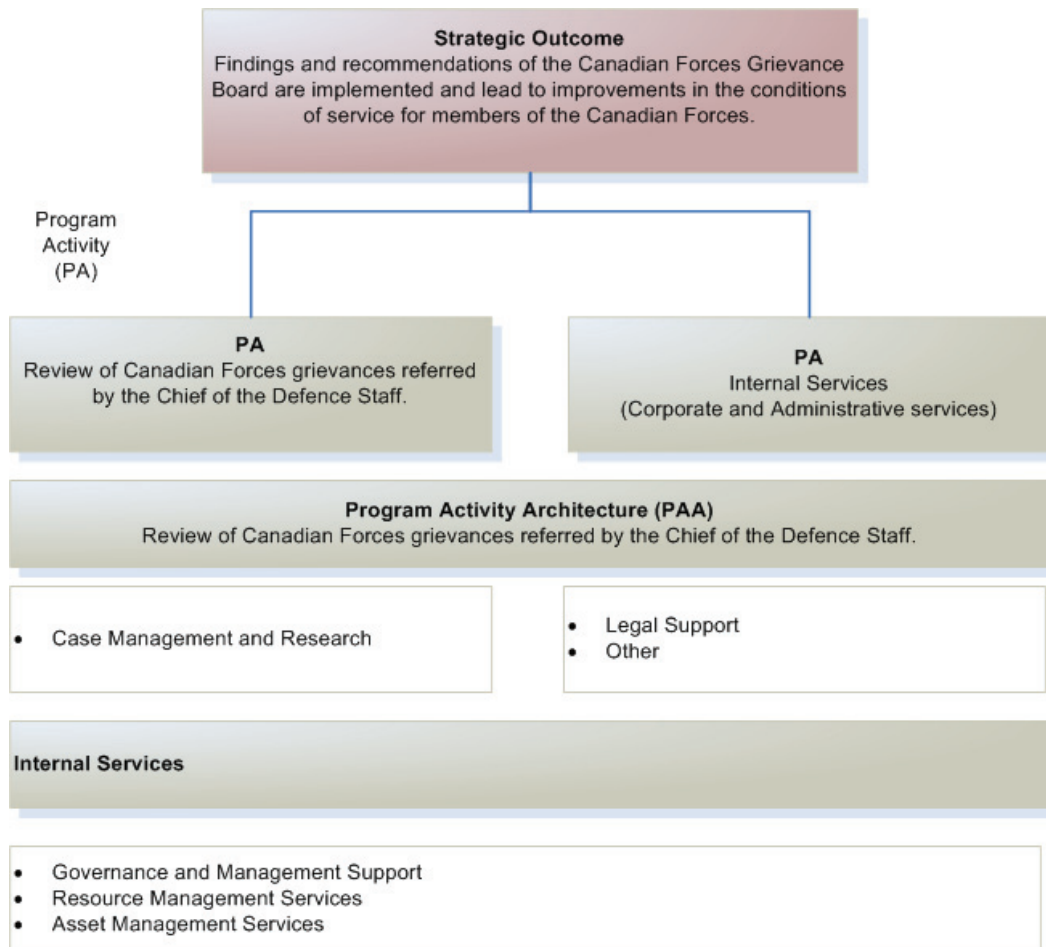 Strategic Outcome
Findings and recommendations of the Canadian Forces Grievance
Board are implemented and lead to improvements in the conditions
of service for members of the Canadian Forces.
Program
Activity
(PA)
PA
Review of Canadian Forces grievances referred
by the Chief of the Defence Staff.
PA
Internal Services
(Corporate and Administrative services)
Program Activity Architecture (PAA)
Review of Canadian Forces grievances referred by the Chief of the Defence Staff.
• Case Management and Research
• Legal Support
• Other
Internal Services
• Governance and Management Support
• Resource Management Services
• Asset Management Services